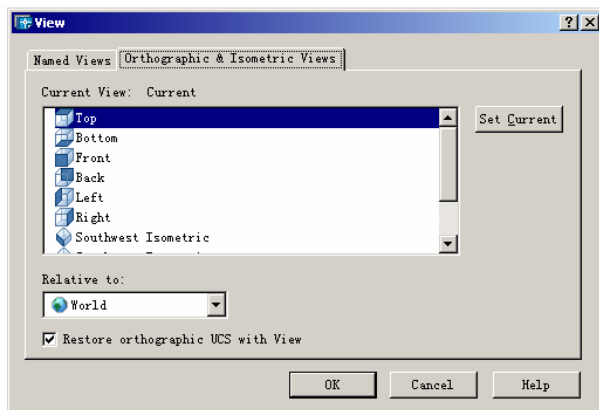 View
Named Views Orthographic & Isometric Views
Current View: Current
Top
Set Current
Bottom
Front
Back
Left
Right
Southwest Isometric
Relative to:
World
Restore orthographic UCS with View
OK Cancel Help